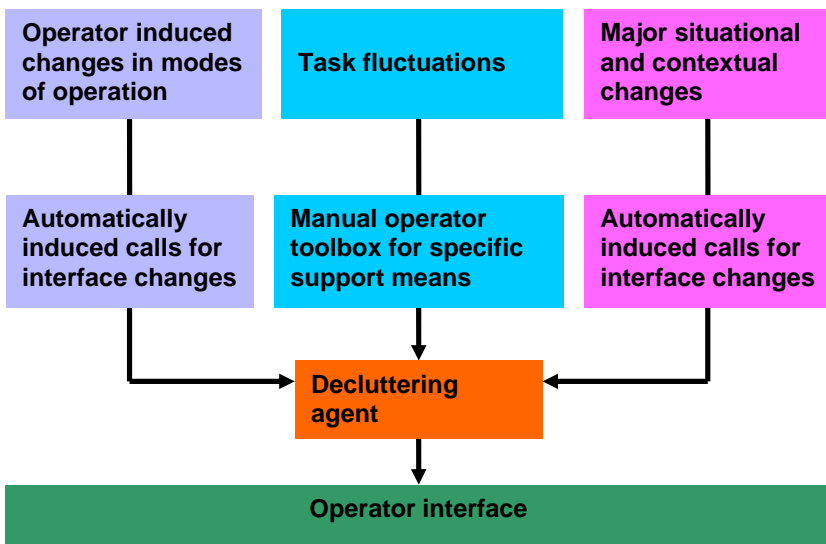 Operator induced
changes in modes
of operation
Task fluctuations
Major situational
and contextual
changes
Automatically
induced calls for
interface changes
Manual operator
toolbox for specific
support means
Automatically
induced calls for
interface changes
Decluttering
agent
Operator interface